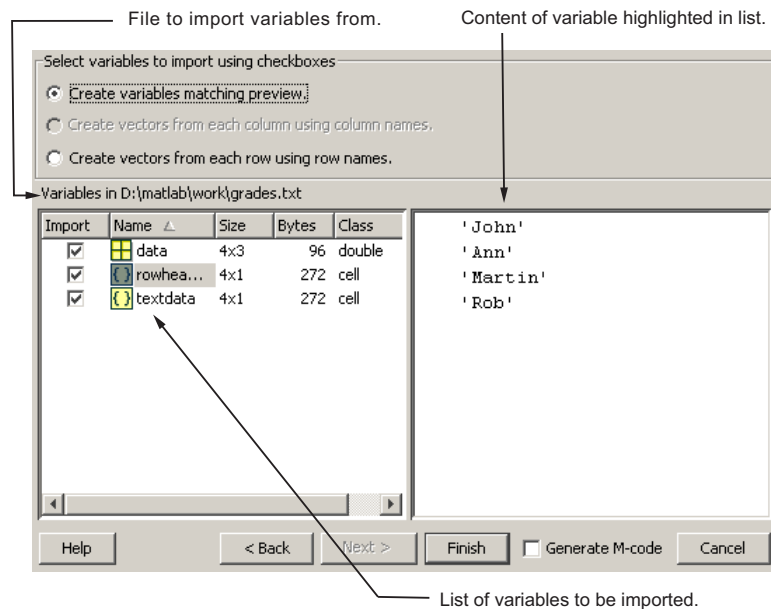 File to import variables from.
Content of variable highlighted in list.
Select variables to import using checkboxes
Create variables matching preview.
Create vectors from each column using column names.
Create vectors from each row using row names.
Variables in D:\matlab\work\grades.txt
Import Name Size Bytes Class
data 4x3 96 double
rowhea... 4x1 272 cell
textdata 4x1 272 cell
'John'
'Ann'
'Martin'
'Rob'
Help < Back Next > Finish Generate M-code Cancel
List of variables to be imported.